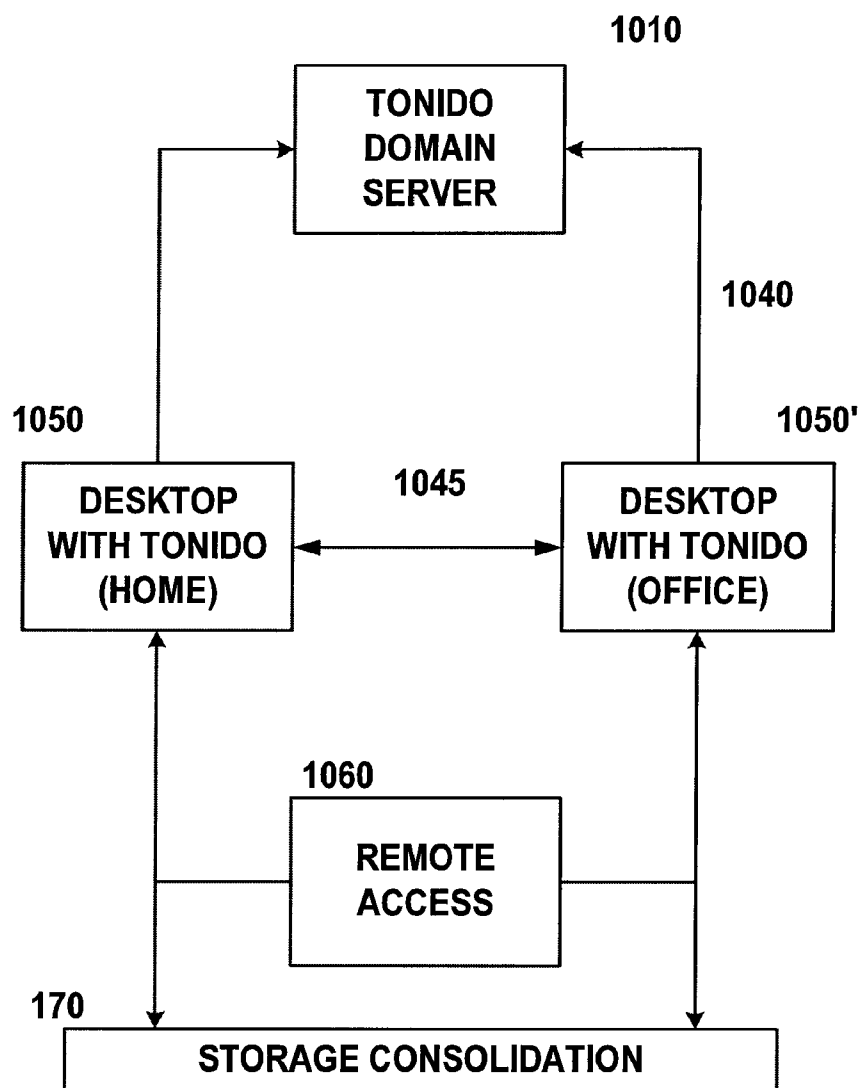 1010
TONIDO
DOMAIN
SERVER
1040
1050
1050'
DESKTOP
WITH TONIDO
(HOME)
1045
DESKTOP
WITH TONIDO
(OFFICE)
1060
REMOTE
ACCESS
170
STORAGE CONSOLIDATION